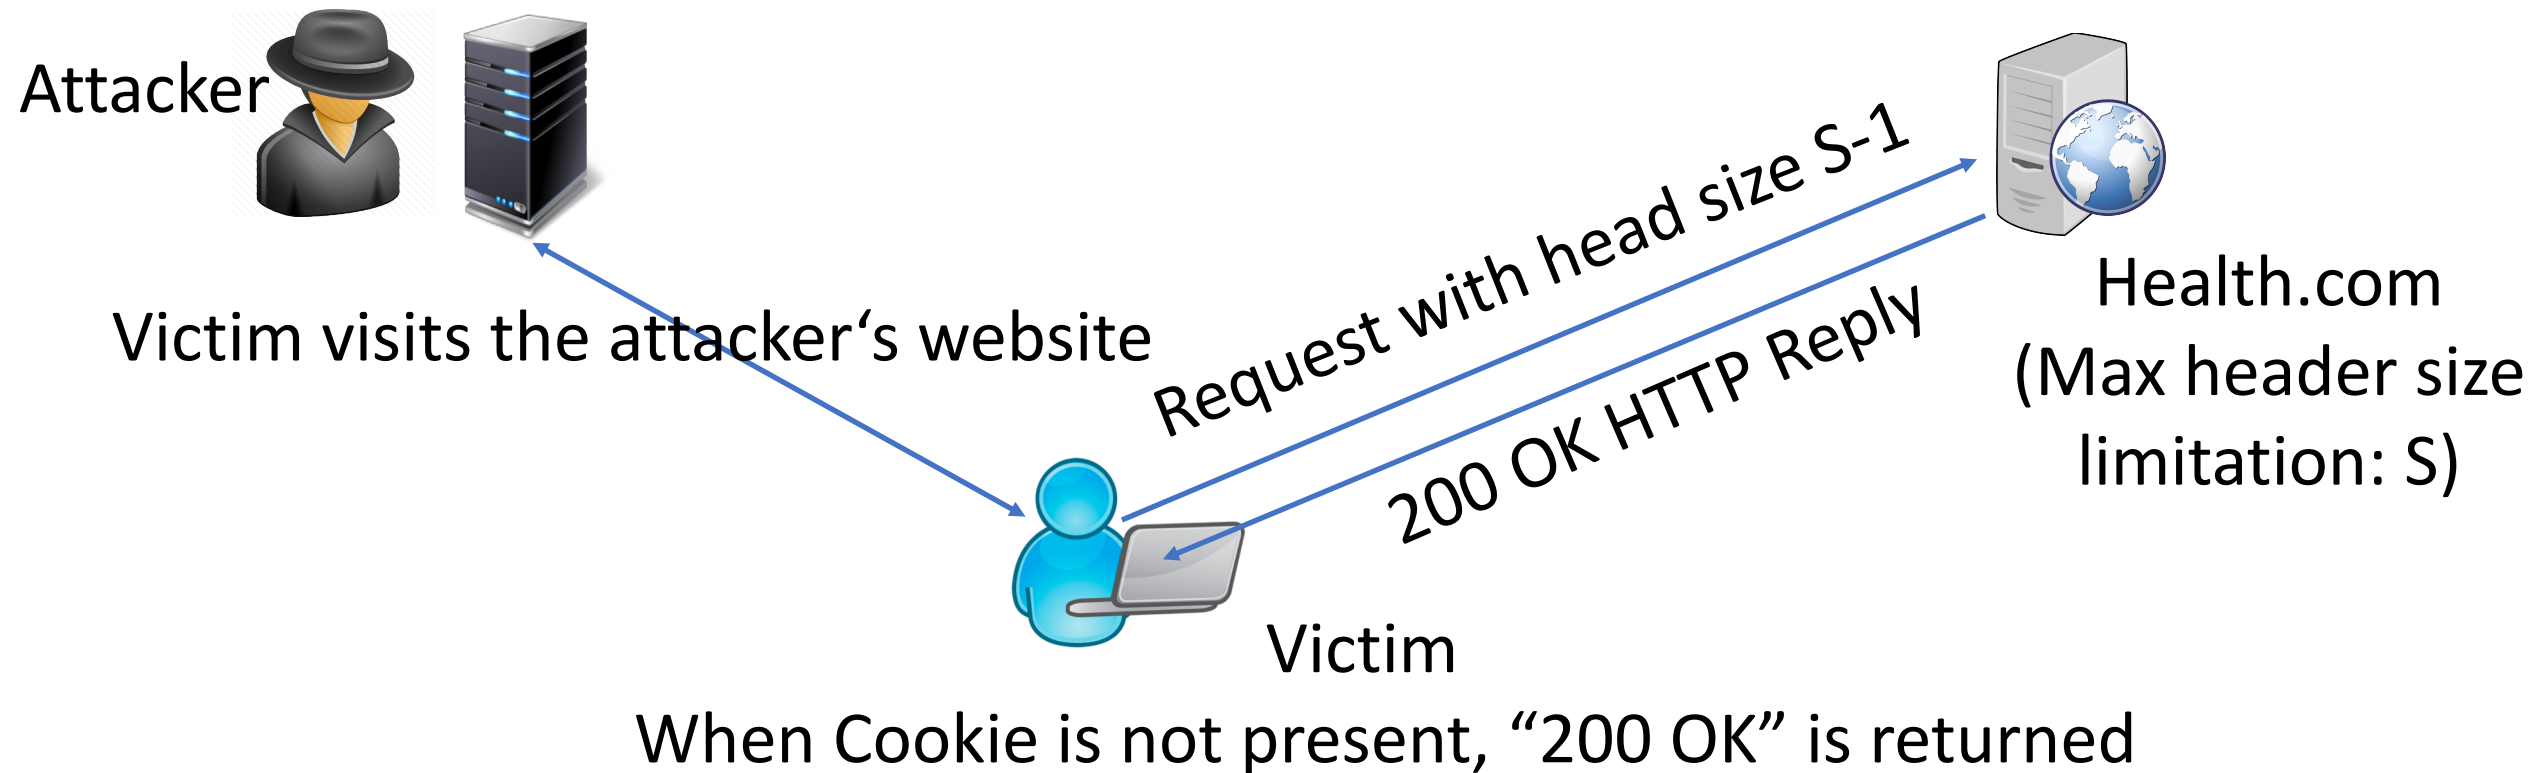 Attacker
Victim visits the attacker‘s website
Request with head size S-1
200 OK HTTP Reply
Health.com
(Max header size
limitation: S)
Victim
When Cookie is not present, “200 OK” is returned